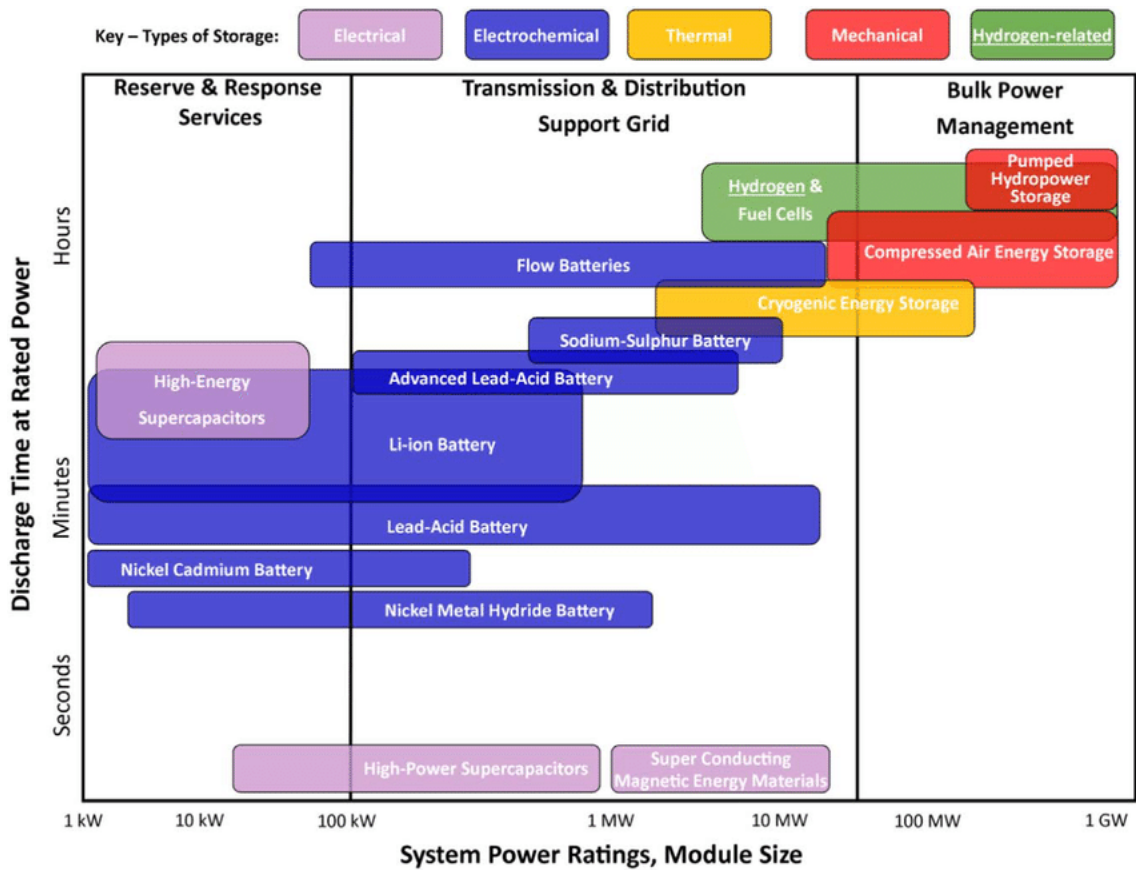 Key – Types of Storage:
Electrical
Electrochemical
Thermal
Mechanical
Hydrogen-related
Reserve & Response
Services
Transmission & Distribution
Support Grid
Bulk Power
Management
Pumped
Hydropower
Storage
Hydrogen &
Fuel Cells
Compressed Air Energy Storage
Flow Batteries
Cryogenic Energy Storage
Sodium-Sulphur Battery
Advanced Lead-Acid Battery
High-Energy
Supercapacitors
Li-ion Battery
Lead-Acid Battery
Nickel Cadmium Battery
Nickel Metal Hydride Battery
High-Power Supercapacitors
Super Conducting
Magnetic Energy Materials
Discharge Time at Rated Power
Hours
Minutes
Seconds
1 kW
10 kW
100 kW
1 MW
10 MW
100 MW
1 GW
System Power Ratings, Module Size